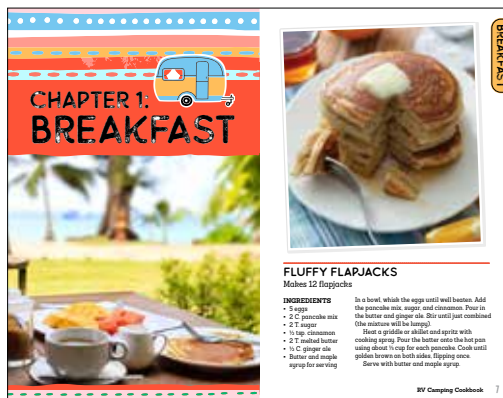 CHAPTER 1:
BREAKFAST
BREAKFAST
FLUFFY FLAPJACKS
Makes 12 flapjacks
INGREDIENTS
• 5 eggs
• 2 C. pancake mix
• 2 T. sugar
• ½ tsp. cinnamon
• 2 T. melted butter
• ½ C. ginger ale
• Butter and maple
syrup for serving
In a bowl, whisk the eggs until well beaten. Add
the pancake mix, sugar, and cinnamon. Pour in
the butter and ginger ale. Stir until just combined
(the mixture will be lumpy).
Heat a griddle or skillet and spritz with
cooking spray. Pour the batter onto the hot pan
using about cup for each pancake. Cook until
golden brown on both sides, flipping once.
Serve with butter and maple syrup.
RV Camping Cookbook 7